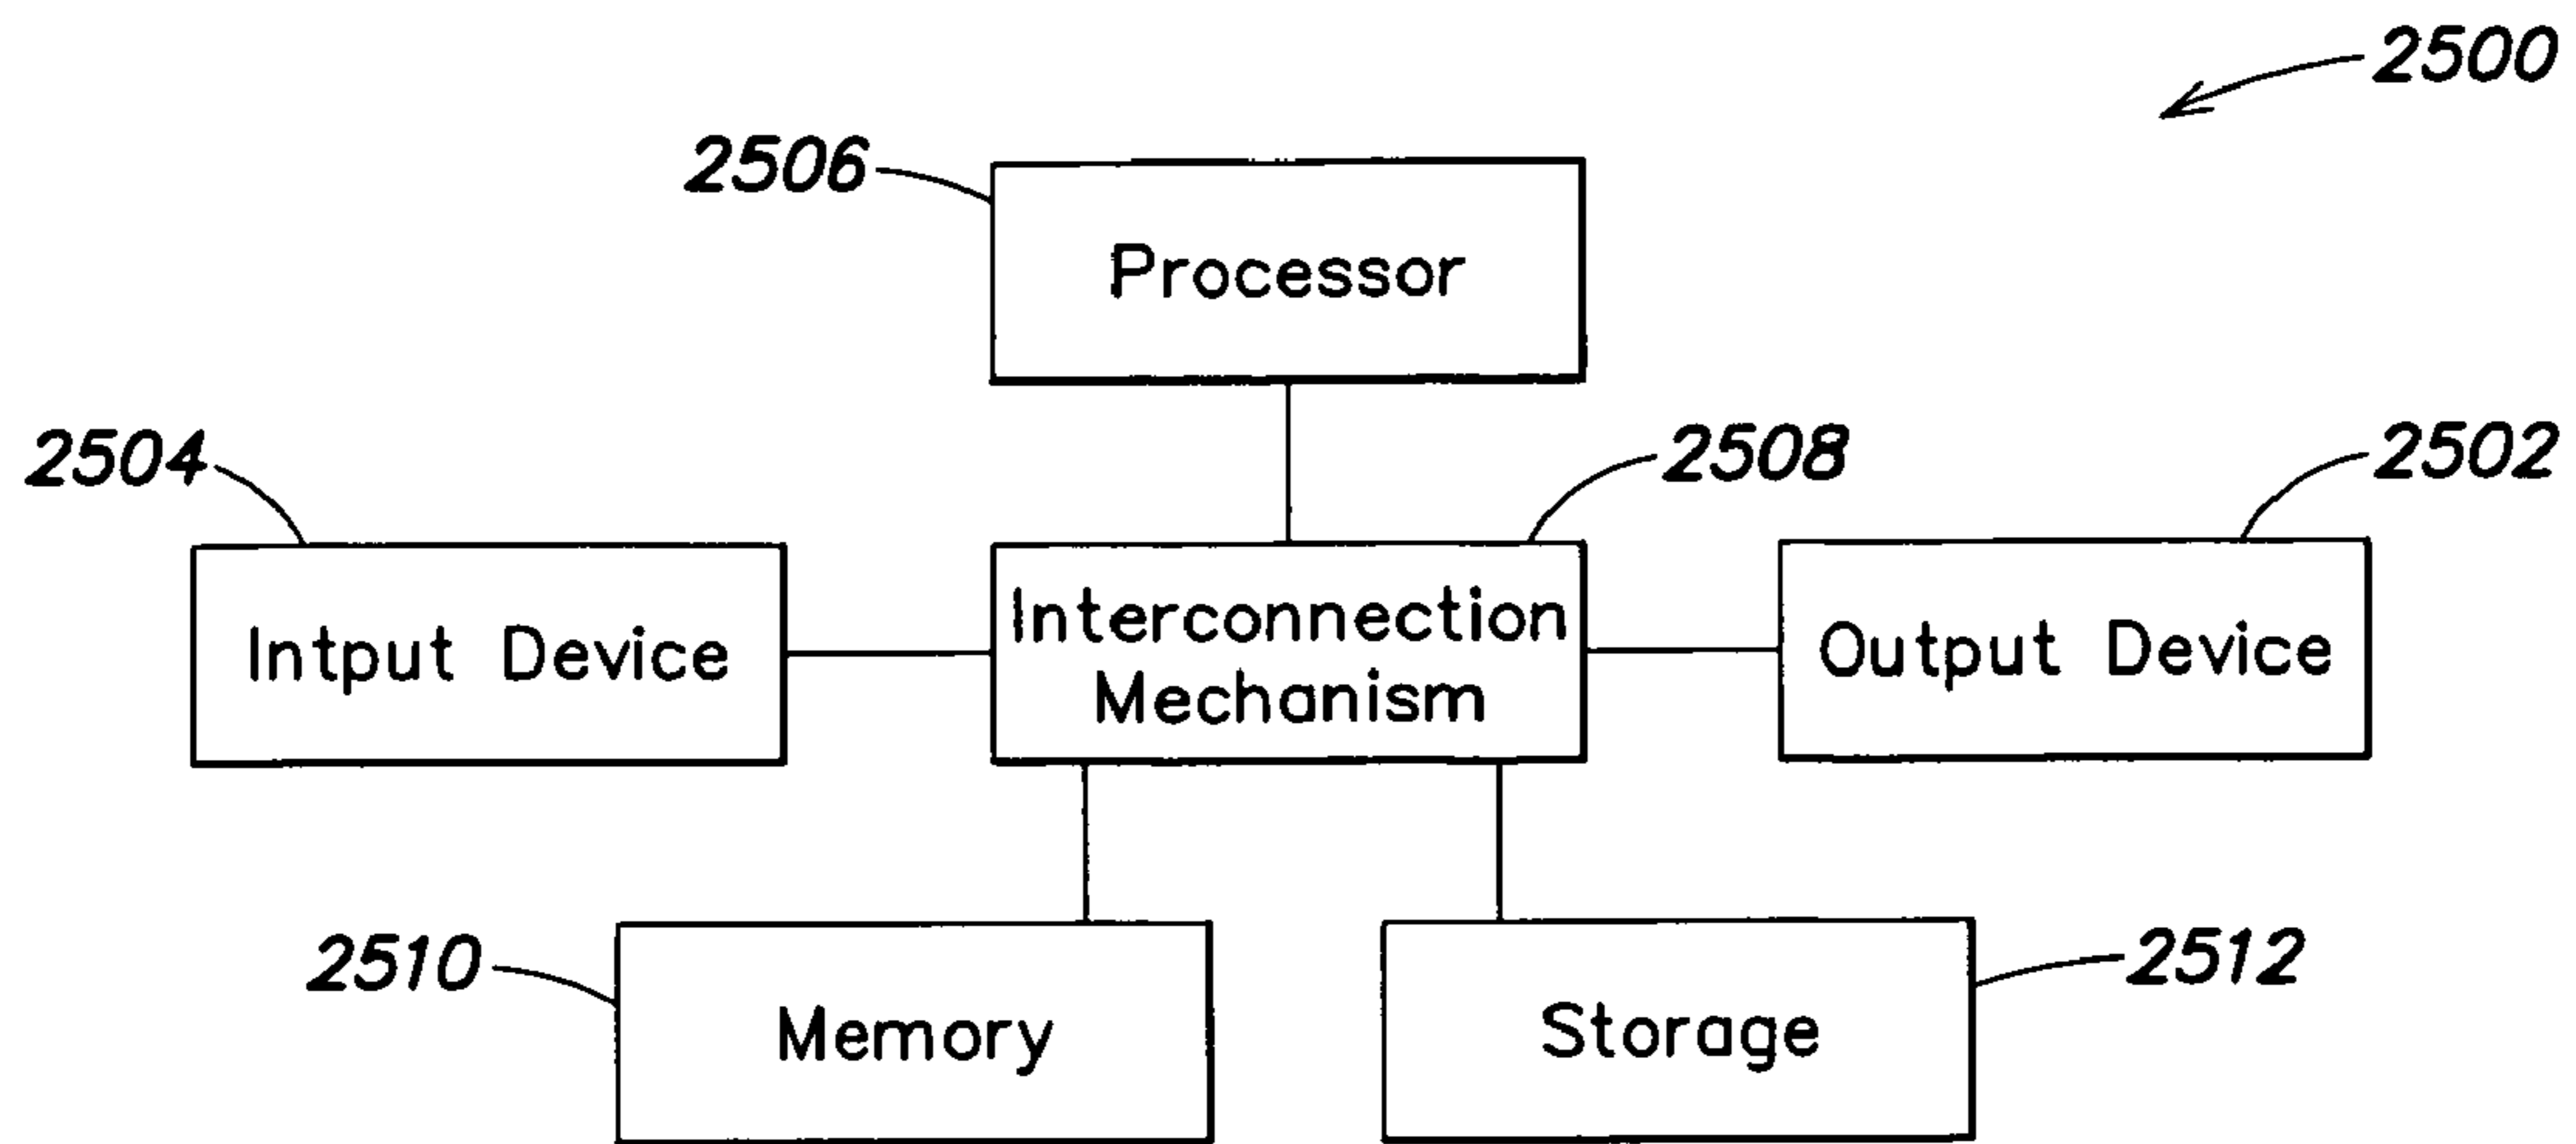 2500
2506
Processor
2504
2508
2502
Intput Device
Interconnection
Mechanism
Output Device
2510
2512
Memory
Storage